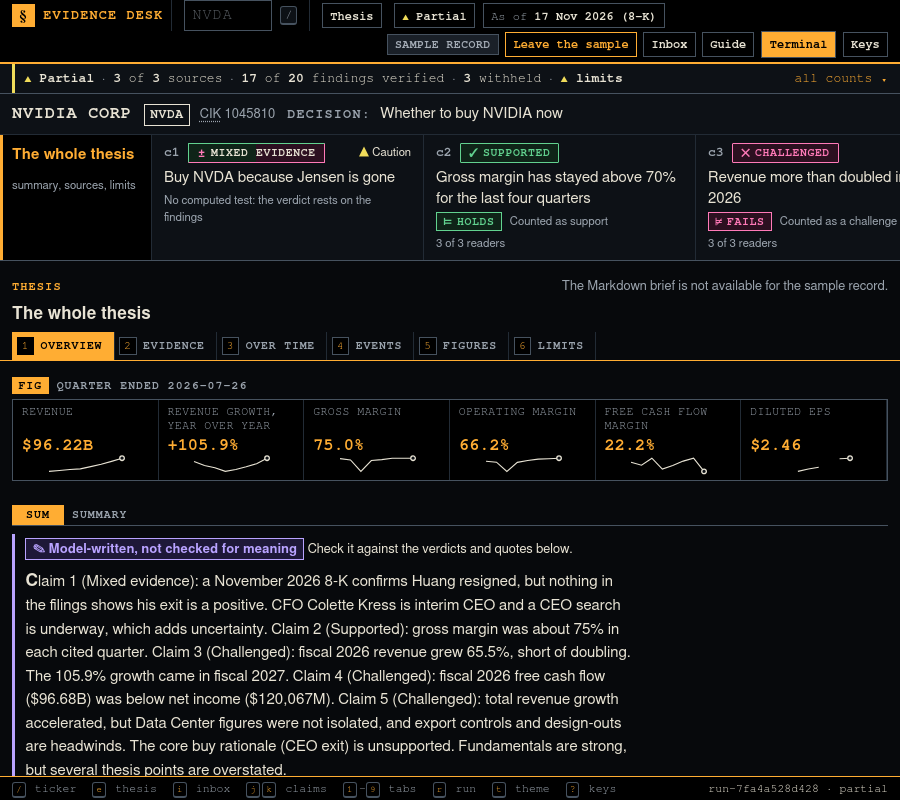 § EVIDENCE DESK NVDA / Thesis ▲ Partial As of 17 Nov 2026 (8-K)
SAMPLE RECORD Leave the sample Inbox Guide Terminal Keys
▲ Partial · 3 of 3 sources · 17 of 20 findings verified · 3 withheld · ▲ limits all counts ▾
NVIDIA CORP NVDA CIK 1045810 DECISION: Whether to buy NVIDIA now
The whole thesis
summary, sources, limits
c1 ± MIXED EVIDENCE ▲ Caution
Buy NVDA because Jensen is gone
No computed test: the verdict rests on the
findings
c2 ✓ SUPPORTED
Gross margin has stayed above 70%
for the last four quarters
⊨ HOLDS Counted as support
3 of 3 readers
c3 ✕ CHALLENGED
Revenue more than doubled in
2026
⊭ FAILS Counted as a challenge
3 of 3 readers
THESIS The Markdown brief is not available for the sample record.
The whole thesis
1 OVERVIEW 2 EVIDENCE 3 OVER TIME 4 EVENTS 5 FIGURES 6 LIMITS
FIG QUARTER ENDED 2026-07-26
REVENUE
$96.22B
REVENUE GROWTH,
YEAR OVER YEAR
+105.9%
GROSS MARGIN
75.0%
OPERATING MARGIN
66.2%
FREE CASH FLOW
MARGIN
22.2%
DILUTED EPS
$2.46
SUM SUMMARY
✎ Model-written, not checked for meaning Check it against the verdicts and quotes below.
Claim 1 (Mixed evidence): a November 2026 8-K confirms Huang resigned, but nothing in
the filings shows his exit is a positive. CFO Colette Kress is interim CEO and a CEO search
is underway, which adds uncertainty. Claim 2 (Supported): gross margin was about 75% in
each cited quarter. Claim 3 (Challenged): fiscal 2026 revenue grew 65.5%, short of doubling.
The 105.9% growth came in fiscal 2027. Claim 4 (Challenged): fiscal 2026 free cash flow
($96.68B) was below net income ($120,067M). Claim 5 (Challenged): total revenue growth
accelerated, but Data Center figures were not isolated, and export controls and design-outs
are headwinds. The core buy rationale (CEO exit) is unsupported. Fundamentals are strong,
but several thesis points are overstated.
/ ticker e thesis i inbox j k claims 1-9 tabs r run t theme ? keys run-7fa4a528d428 · partial